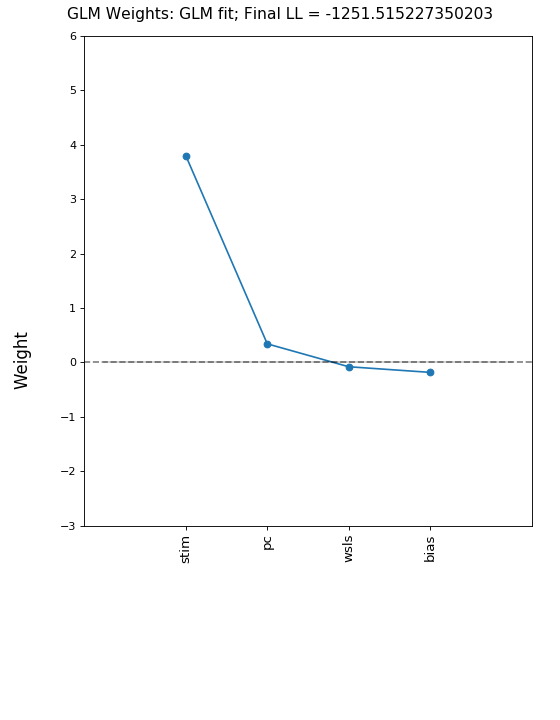 GLM Weights: GLM fit; Final LL = -1251.515227350203
6
5
4
3
2
1
0
−1
−2
−3
Weight
stim
pc
wsls
bias